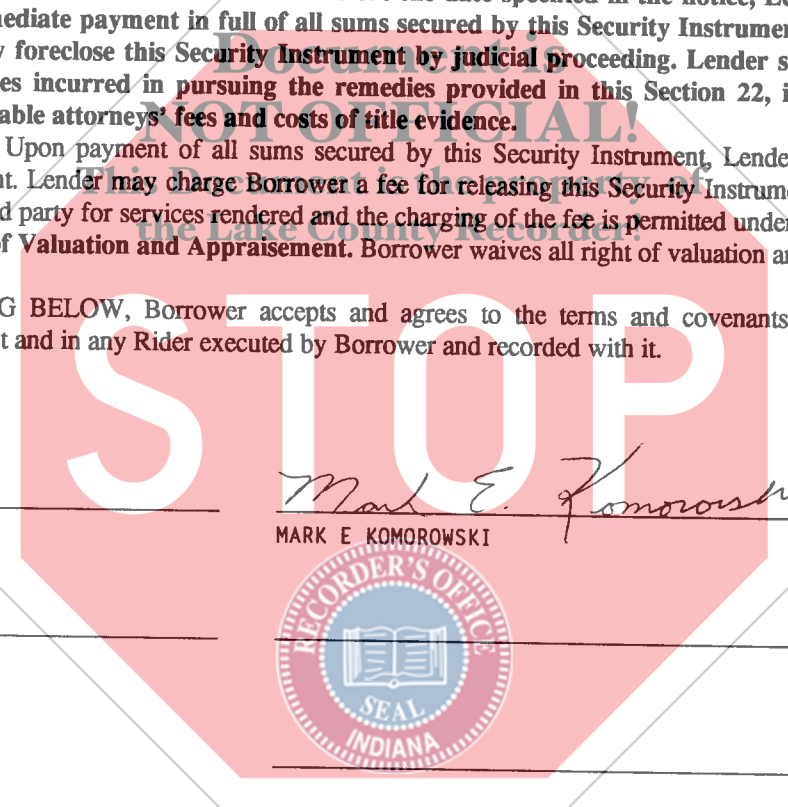 date specified in the notice,
mediate payment in full of all sums secured by this Security Instrumen
y foreclose this Security Instrument by judicial proceeding. Lender s
es incurred in pursuing the remedies provided in this Section 22, i
able attorneys' fees and costs of title evidence.
Upon payment of all sums secured by this Security Instrument, Lende
t. Lender may charge Borrower a fee for releasing this Security Instrume
d party for services rendered and the charging of the fee is permitted under
f Valuation and Appraisement. Borrower waives all right of valuation a
G BELOW, Borrower accepts and agrees to the terms and covenants
t and in any Rider executed by Borrower and recorded with it.
Document is
NOT OFFICIAL!
This Document is the property of
the Lake County Recorder!
STOP
Mark E. Komorowsk
MARK E KOMOROWSKI
RECORDER'S OFFICE
SEAL
INDIANA